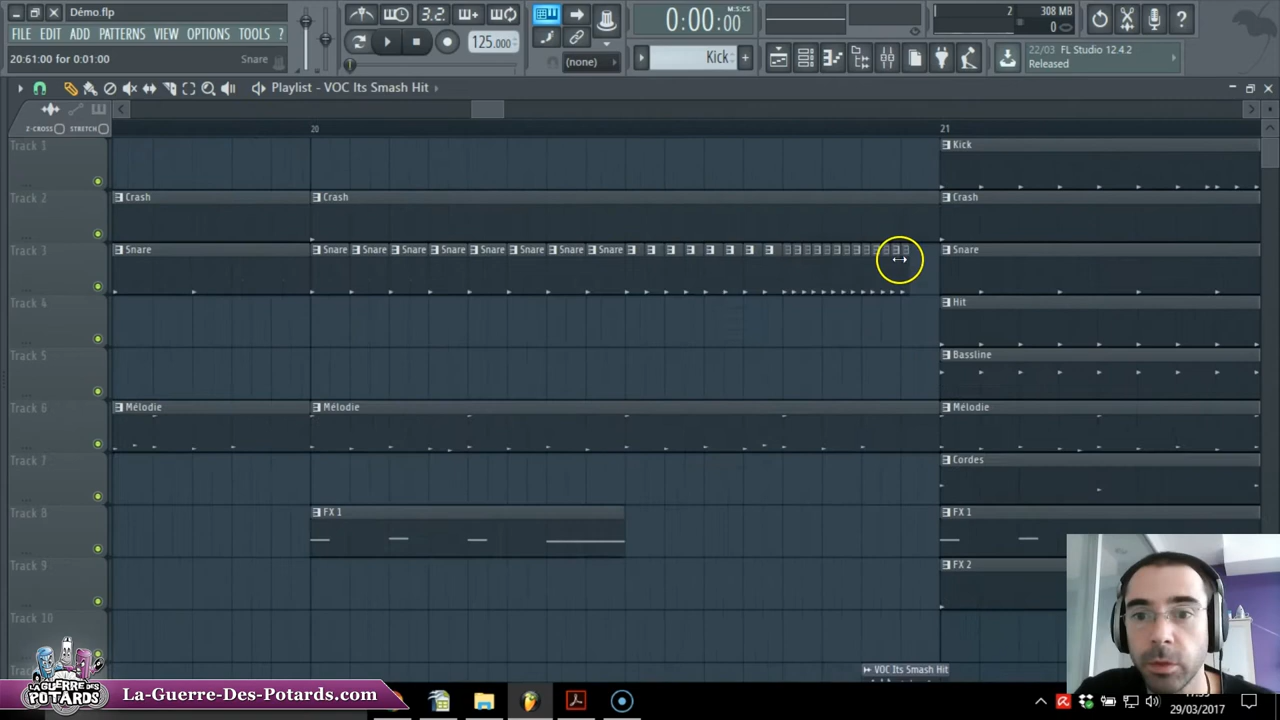 Démo.flp
FILE EDIT ADD PATTERNS VIEW OPTIONS TOOLS ?
20:61:00 for 0:01:00 Snare
3.2.
125.000
(none)
0:00:00
M:S:CS
Kick
2
308 MB
0
22/03 FL Studio 12.4.2
Released
Playlist - VOC Its Smash Hit
Z-CROSS STRETCH
20 21
Track 1 Kick
Track 2 Crash Crash Crash
Track 3 Snare Snare Snare Snare Snare Snare Snare Snare Snare Snare
Track 4 Hit
Track 5 Bassline
Track 6 Mélodie Mélodie Mélodie
Track 7 Cordes
Track 8 FX 1 FX 1
Track 9 FX 2
Track 10
VOC Its Smash Hit
LA GUERRE DES
POTARDS
La-Guerre-Des-Potards.com
29/03/2017